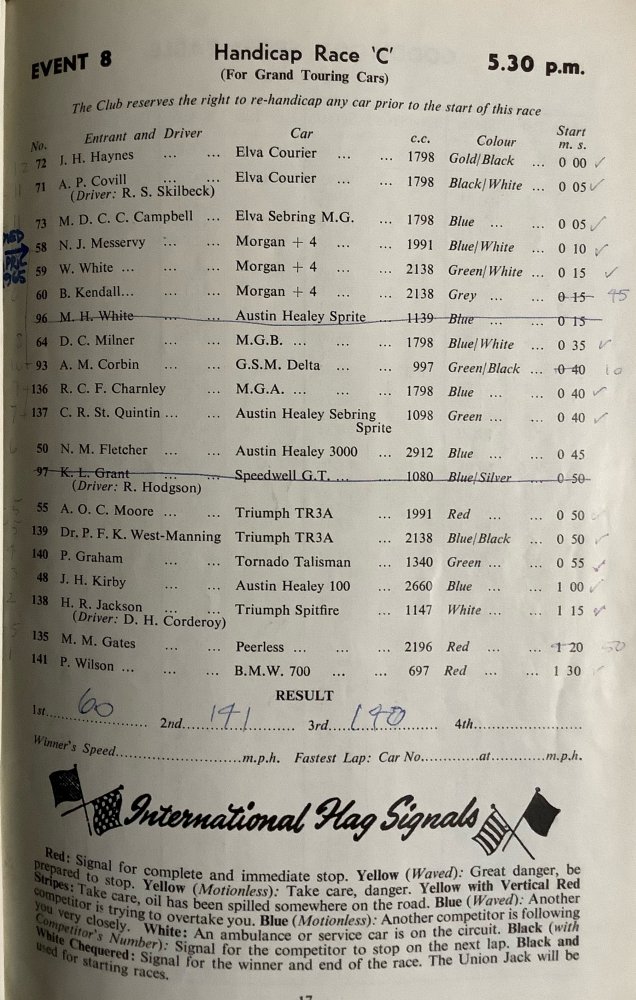 EVENT 8 Handicap Race 'C' 5.30 p.m.
(For Grand Touring Cars)
The Club reserves the right to re-handicap any car prior to the start of this race
No. Entrant and Driver Car c.c. Colour Start m. s.
72 J. H. Haynes ... ... Elva Courier ... ... 1798 Gold/Black ... 0 00 ✓
71 A. P. Covill ... ... Elva Courier ... ... 1798 Black/White ... 0 05 ✓
(Driver: R. S. Skilbeck)
73 M. D. C. C. Campbell ... Elva Sebring M.G. ... 1798 Blue ... ... 0 05 ✓
58 N. J. Messervy ... ... Morgan + 4 ... ... 1991 Blue/White ... 0 10 ✓
59 W. White ... ... Morgan + 4 ... ... 2138 Green/White ... 0 15 ✓
60 B. Kendall... ... Morgan + 4 ... ... 2138 Grey ... ... 0 15 45
96 M. H. White ... ... Austin Healey Sprite ... 1139 Blue ... ... 0 15
64 D. C. Milner ... M.G.B. ... ... ... 1798 Blue/White ... 0 35 ✓
93 A. M. Corbin ... G.S.M. Delta ... ... 997 Green/Black ... 0 40 10
136 R. C. F. Charnley ... M.G.A. ... ... ... 1798 Blue ... ... 0 40 ✓
137 C. R. St. Quintin ... ... Austin Healey Sebring 1098 Green ... ... 0 40 ✓
Sprite
50 N. M. Fletcher ... ... Austin Healey 3000 ... 2912 Blue ... ... 0 45
97 K. L. Grant ... ... Speedwell G.T. ... ... 1080 Blue/Silver ... 0 50
(Driver: R. Hodgson)
55 A. O. C. Moore ... ... Triumph TR3A ... 1991 Red ... ... 0 50
139 Dr. P. F. K. West-Manning Triumph TR3A ... 2138 Blue/Black ... 0 50 ✓
140 P. Graham ... ... Tornado Talisman ... 1340 Green ... ... 0 55 ✓
48 J. H. Kirby ... ... Austin Healey 100 ... 2660 Blue ... ... 1 00 ✓
138 H. R. Jackson ... ... Triumph Spitfire ... 1147 White ... ... 1 15 ✓
(Driver: D. H. Corderoy)
135 M. M. Gates ... ... Peerless ... ... ... 2196 Red ... ... 1 20 50
141 P. Wilson ... ... B.M.W. 700 ... ... 697 Red ... ... 1 30
RESULT
1st 60 2nd 141 3rd 140 4th
Winner's Speed m.p.h. Fastest Lap: Car No. at m.p.h.
International Flag Signals
Red: Signal for complete and immediate stop. Yellow (Waved): Great danger, be
prepared to stop. Yellow (Motionless): Take care, danger. Yellow with Vertical Red
Stripes: Take care, oil has been spilled somewhere on the road. Blue (Waved): Another
competitor is trying to overtake you. Blue (Motionless): Another competitor is following
you very closely. White: An ambulance or service car is on the circuit. Black (with
Competitor's Number): Signal for the competitor to stop on the next lap. Black and
White Chequered: Signal for the winner and end of the race. The Union Jack will be
used for starting races.
17